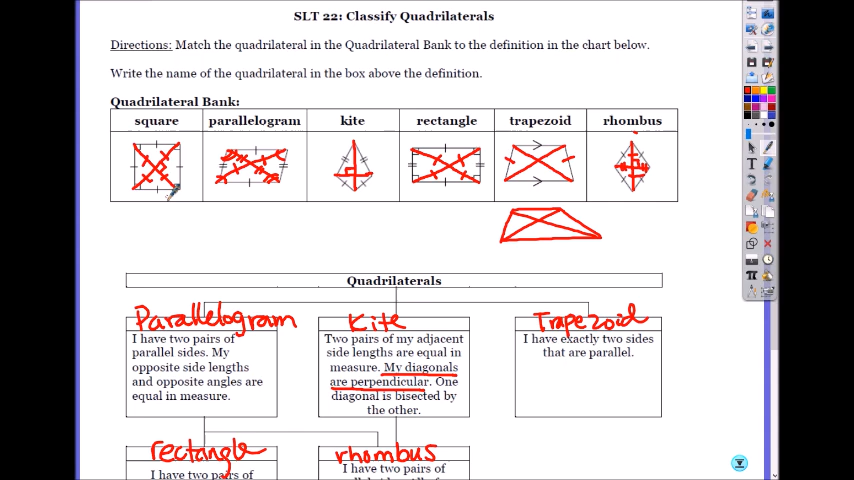 SLT 22: Classify Quadrilaterals
Directions: Match the quadrilateral in the Quadrilateral Bank to the definition in the chart below.
Write the name of the quadrilateral in the box above the definition.
Quadrilateral Bank:
square parallelogram kite rectangle trapezoid rhombus
Quadrilaterals
Parallelogram Kite Trapezoid
I have two pairs of
parallel sides. My
opposite side lengths
and opposite angles are
equal in measure.
Two pairs of my adjacent
side lengths are equal in
measure. My diagonals
are perpendicular. One
diagonal is bisected by
the other.
I have exactly two sides
that are parallel.
rectangle rhombus
I have two pairs of
I have two pairs of